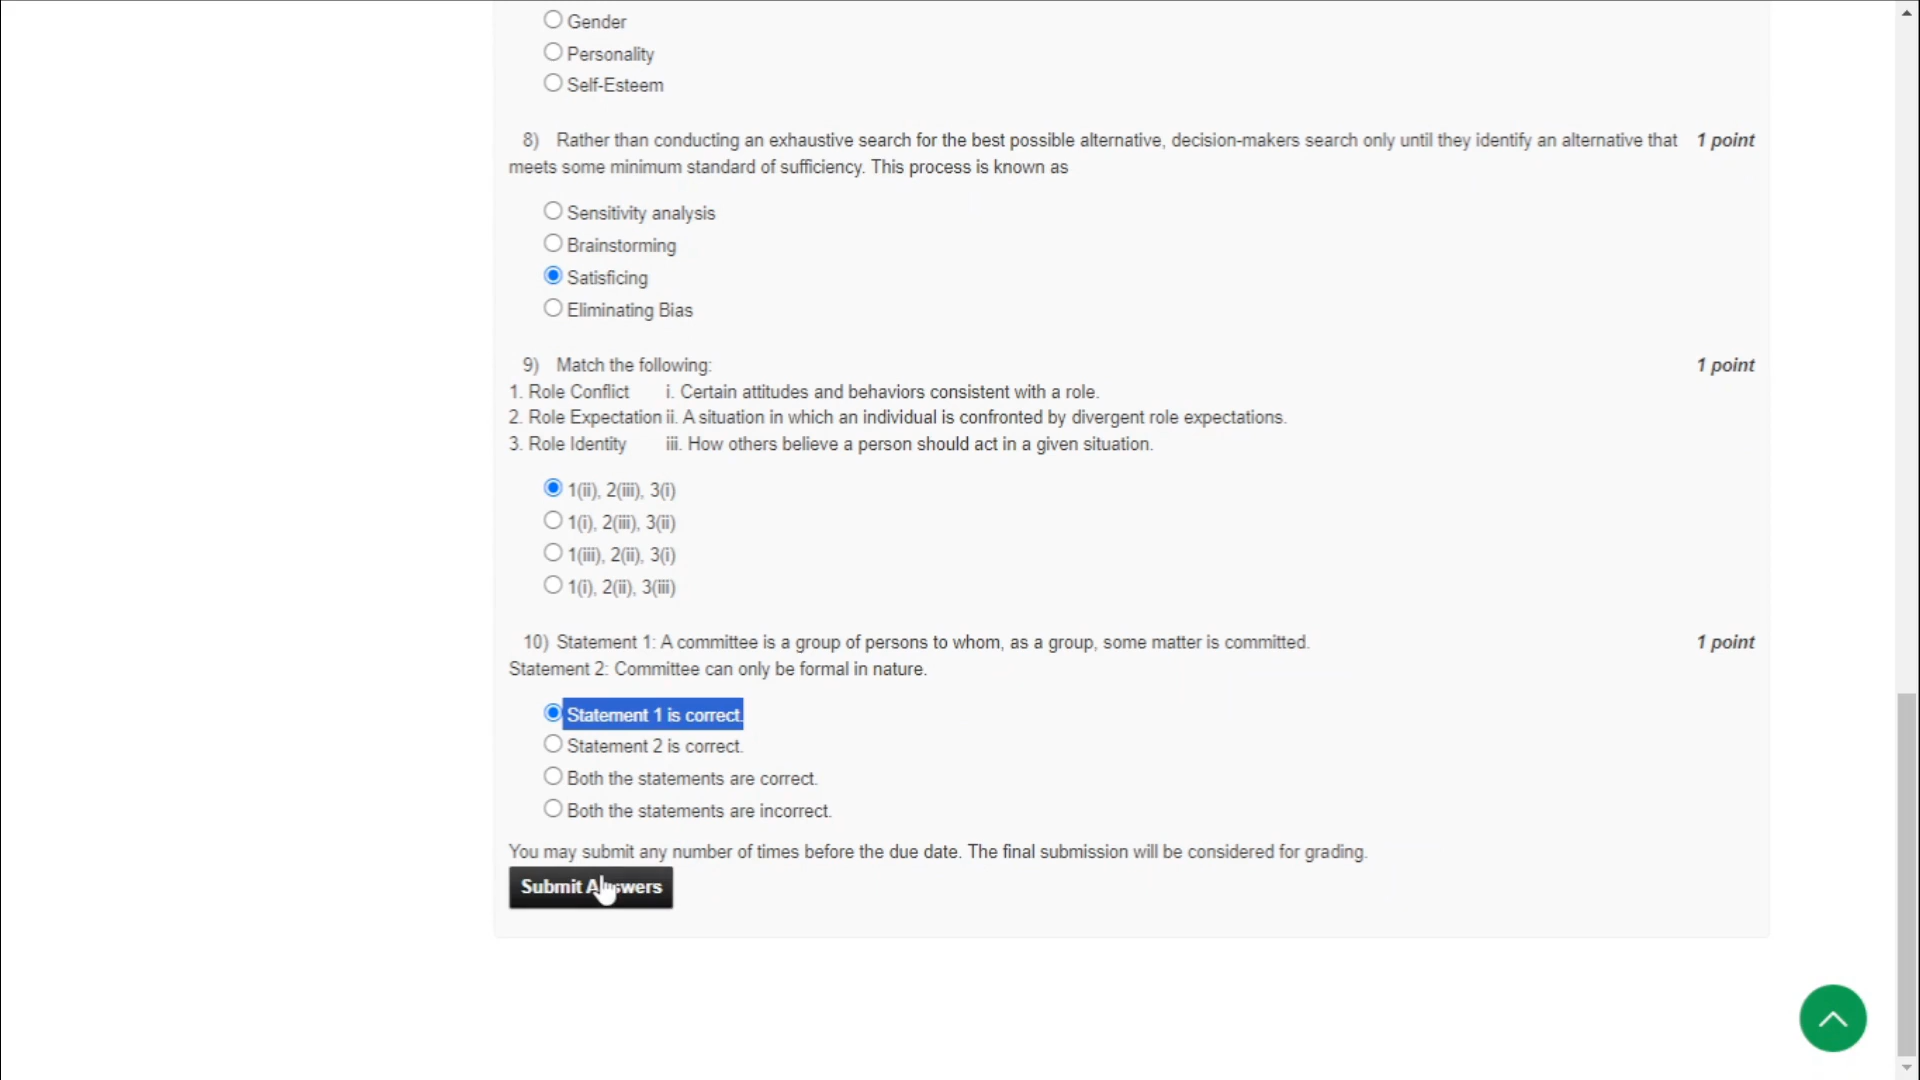 Gender
Personality
Self-Esteem
8) Rather than conducting an exhaustive search for the best possible alternative, decision-makers search only until they identify an alternative that 1 point
meets some minimum standard of sufficiency. This process is known as
Sensitivity analysis
Brainstorming
Satisficing
Eliminating Bias
9) Match the following: 1 point
1. Role Conflict i. Certain attitudes and behaviors consistent with a role.
2. Role Expectation ii. A situation in which an individual is confronted by divergent role expectations.
3. Role Identity iii. How others believe a person should act in a given situation.
1(ii), 2(iii), 3(i)
1(i), 2(iii), 3(ii)
1(iii), 2(ii), 3(i)
1(i), 2(ii), 3(iii)
10) Statement 1: A committee is a group of persons to whom, as a group, some matter is committed. 1 point
Statement 2: Committee can only be formal in nature.
Statement 1 is correct.
Statement 2 is correct.
Both the statements are correct.
Both the statements are incorrect.
You may submit any number of times before the due date. The final submission will be considered for grading.
Submit Answers